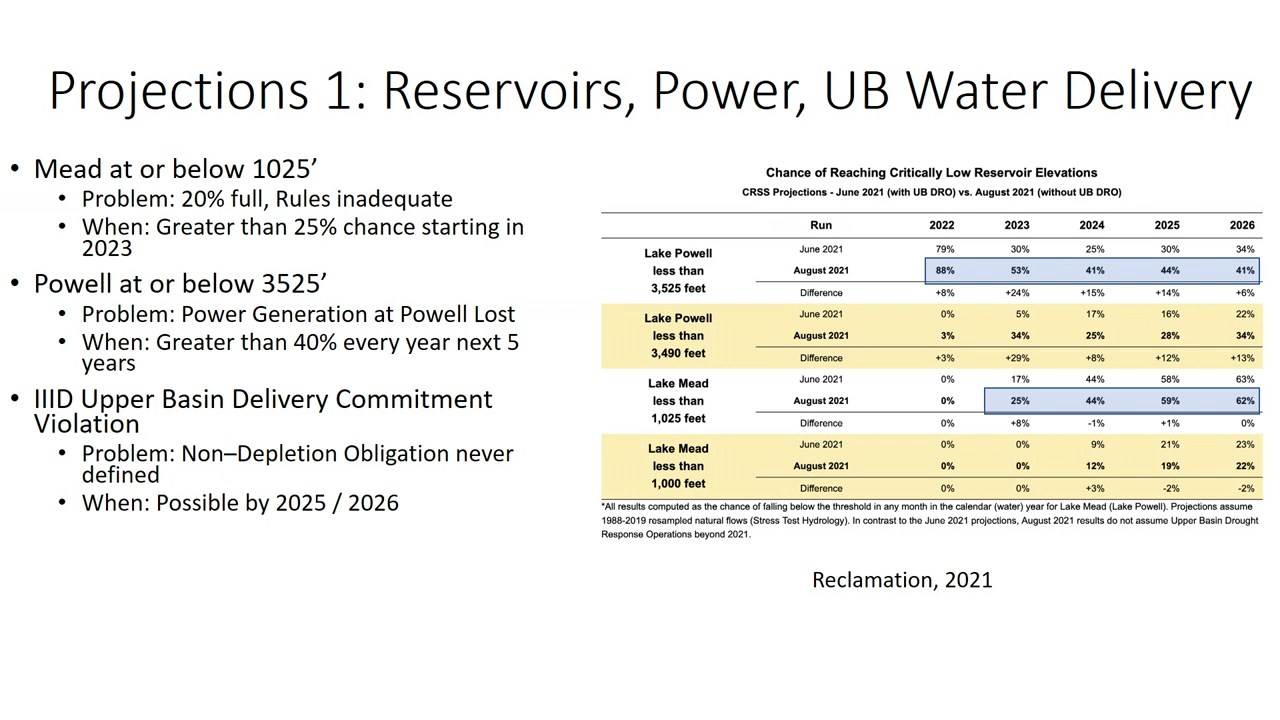 Projections 1: Reservoirs, Power, UB Water Delivery
• Mead at or below 1025’
• Problem: 20% full, Rules inadequate
• When: Greater than 25% chance starting in
2023
• Powell at or below 3525’
• Problem: Power Generation at Powell Lost
• When: Greater than 40% every year next 5
years
• IIID Upper Basin Delivery Commitment
Violation
• Problem: Non–Depletion Obligation never
defined
• When: Possible by 2025 / 2026
Chance of Reaching Critically Low Reservoir Elevations
CRSS Projections - June 2021 (with UB DRO) vs. August 2021 (without UB DRO)
Run 2022 2023 2024 2025 2026
Lake Powell
less than
3,525 feet
June 2021 79% 30% 25% 30% 34%
August 2021 88% 53% 41% 44% 41%
Difference +8% +24% +15% +14% +6%
Lake Powell
less than
3,490 feet
June 2021 0% 5% 17% 16% 22%
August 2021 3% 34% 25% 28% 34%
Difference +3% +29% +8% +12% +13%
Lake Mead
less than
1,025 feet
June 2021 0% 17% 44% 58% 63%
August 2021 0% 25% 44% 59% 62%
Difference 0% +8% -1% +1% 0%
Lake Mead
less than
1,000 feet
June 2021 0% 0% 9% 21% 23%
August 2021 0% 0% 12% 19% 22%
Difference 0% 0% +3% -2% -2%
*All results computed as the chance of falling below the threshold in any month in the calendar (water) year for Lake Mead (Lake Powell). Projections assume
1988-2019 resampled natural flows (Stress Test Hydrology). In contrast to the June 2021 projections, August 2021 results do not assume Upper Basin Drought
Response Operations beyond 2021.
Reclamation, 2021